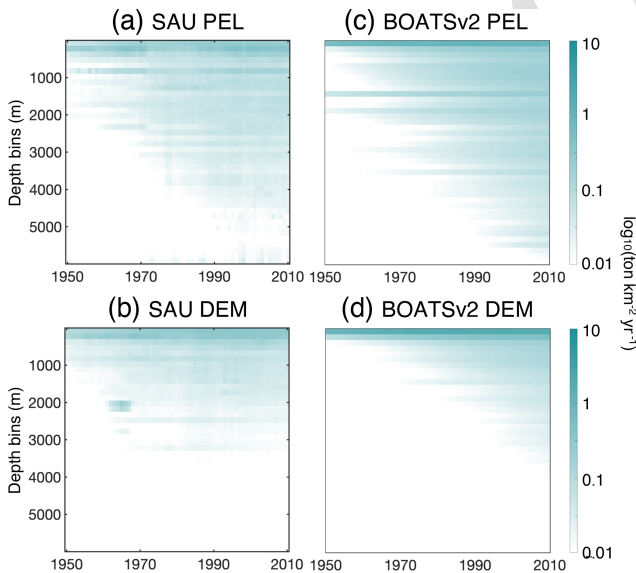 (a) SAU PEL
(c) BOATSv2 PEL
Depth bins (m)
1000
2000
3000
4000
5000
1950 1970 1990 2010
1950 1970 1990 2010
10
1
0.1
0.01
log10(ton km-2 yr-1)
(b) SAU DEM
(d) BOATSv2 DEM
Depth bins (m)
1000
2000
3000
4000
5000
1950 1970 1990 2010
1950 1970 1990 2010
10
1
0.1
0.01